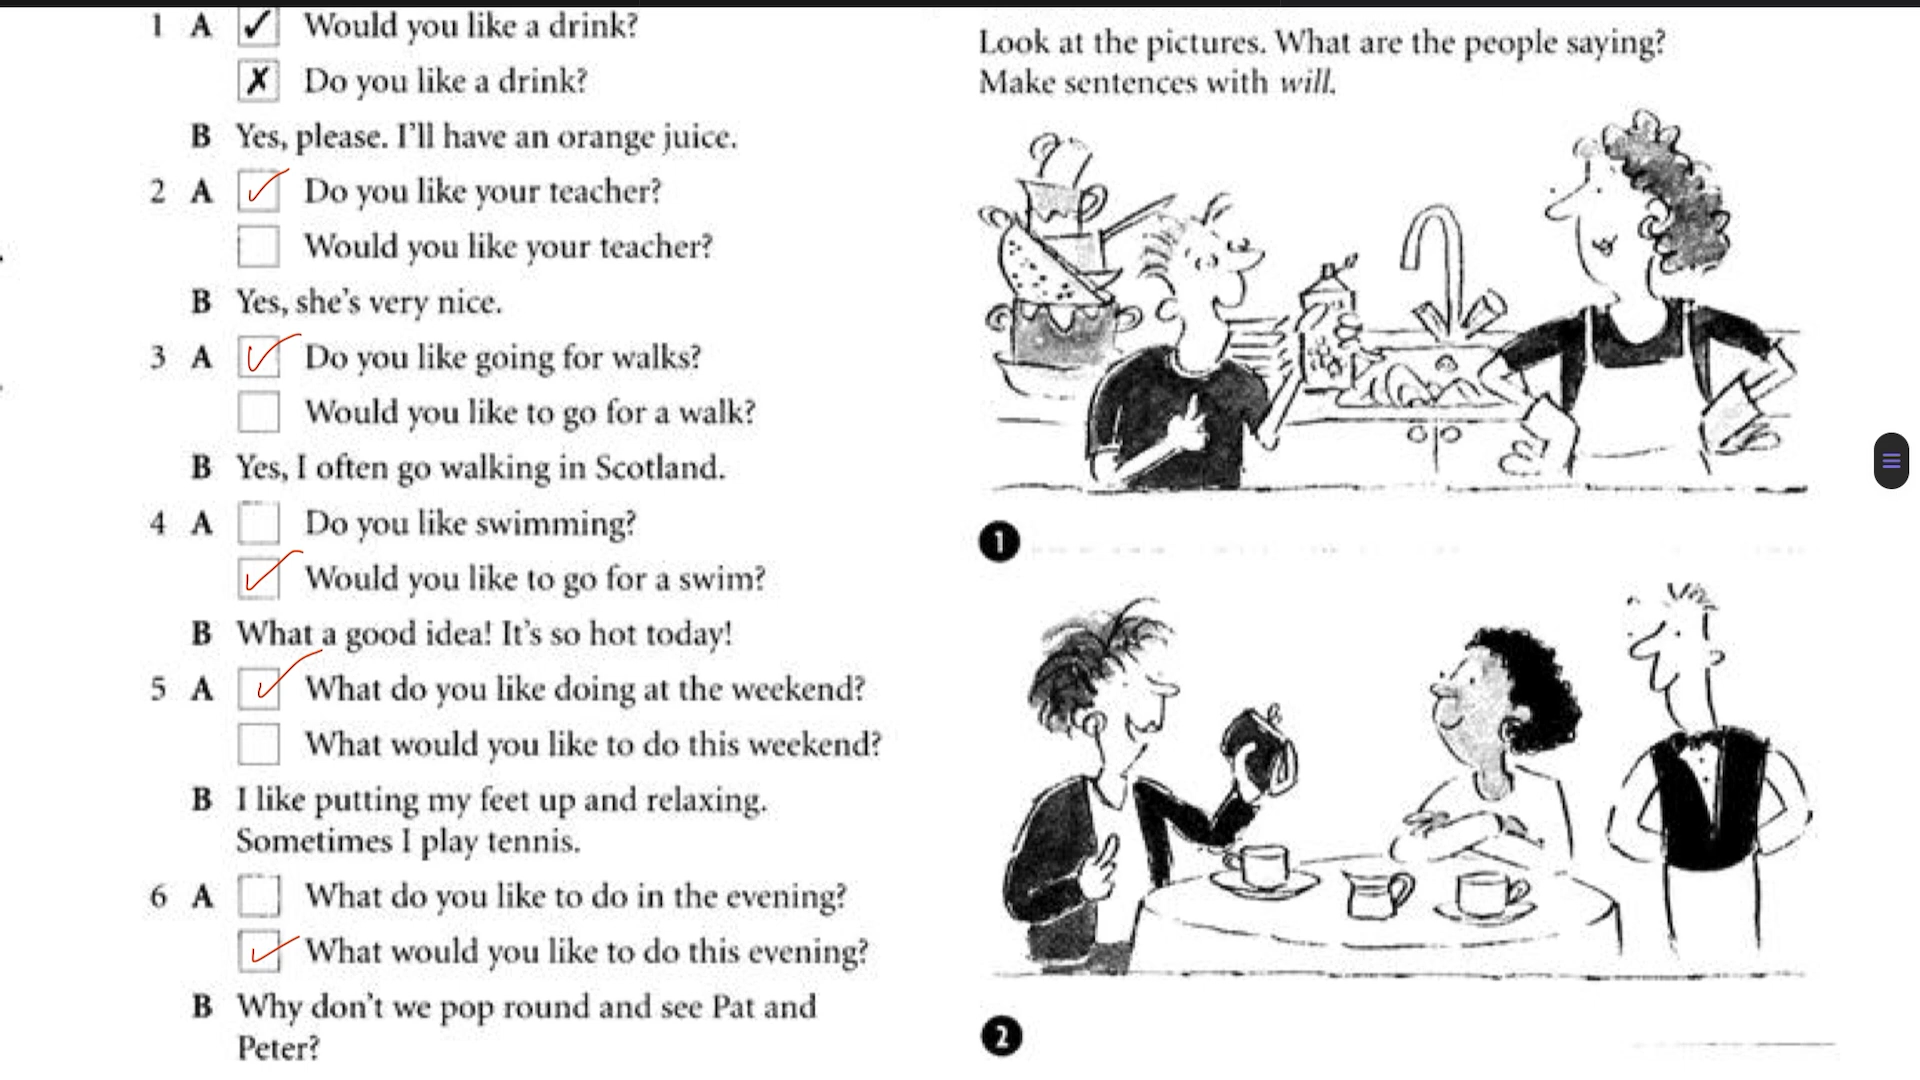 1 A ✓ Would you like a drink?
✗ Do you like a drink?
B Yes, please. I'll have an orange juice.
2 A ✓ Do you like your teacher?
Would you like your teacher?
B Yes, she's very nice.
3 A ✓ Do you like going for walks?
Would you like to go for a walk?
B Yes, I often go walking in Scotland.
4 A Do you like swimming?
✓ Would you like to go for a swim?
B What a good idea! It's so hot today!
5 A ✓ What do you like doing at the weekend?
What would you like to do this weekend?
B I like putting my feet up and relaxing.
Sometimes I play tennis.
6 A What do you like to do in the evening?
✓ What would you like to do this evening?
B Why don't we pop round and see Pat and
Peter?
Look at the pictures. What are the people saying?
Make sentences with will.
1
2